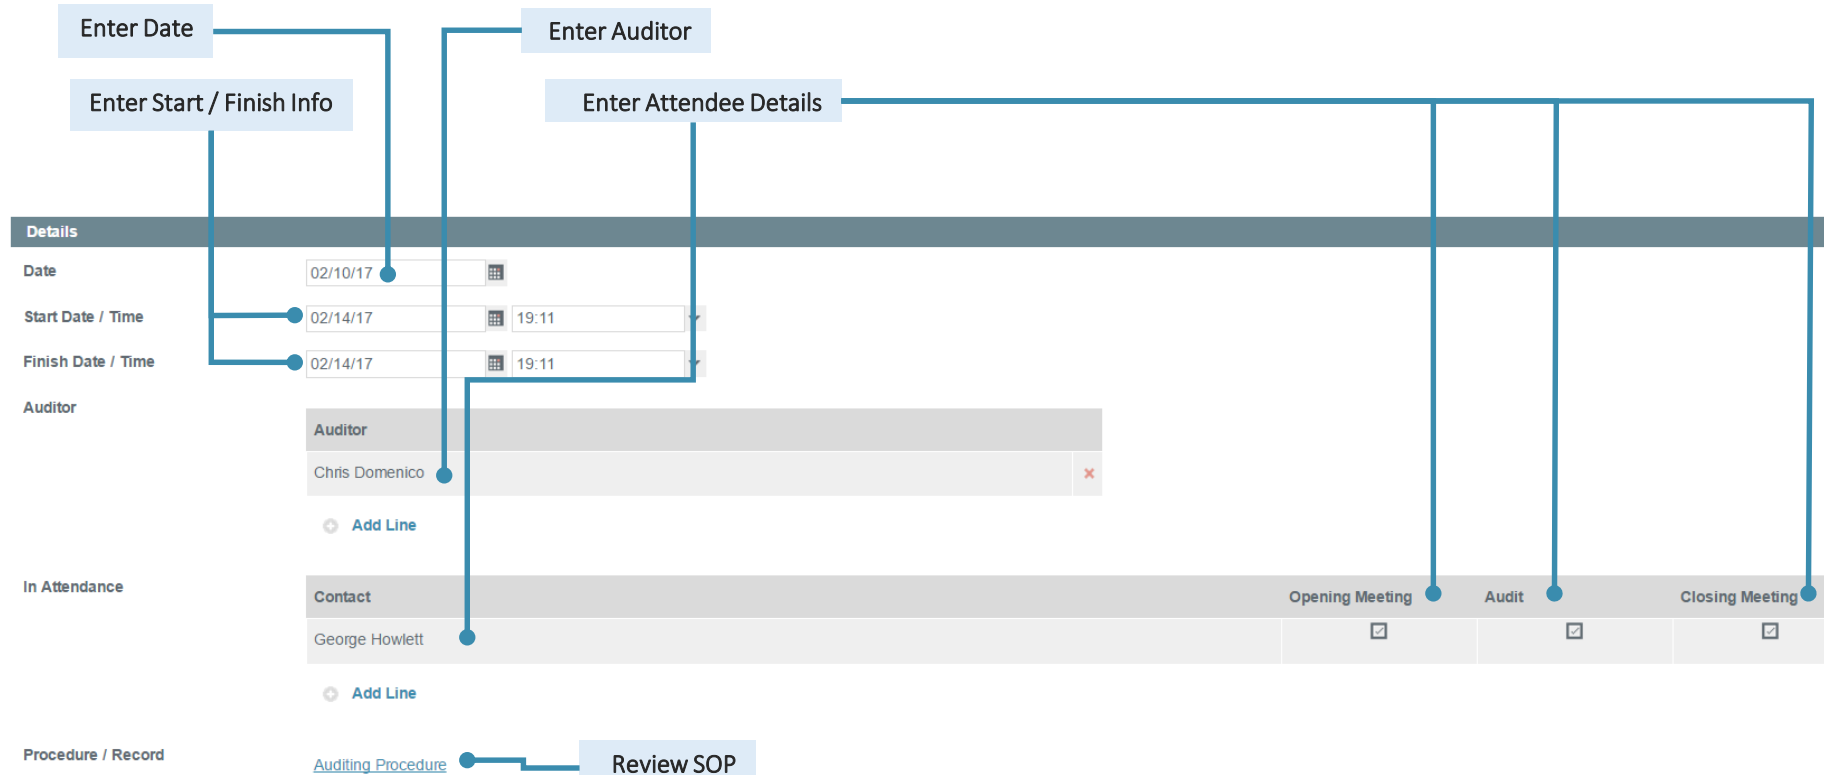 Enter Date
Enter Auditor
Enter Start / Finish Info
Enter Attendee Details
Details
Date
02/10/17
Start Date / Time
02/14/17
19:11
Finish Date / Time
02/14/17
19:11
Auditor
Auditor
Chris Domenico
Add Line
In Attendance
Contact
Opening Meeting
Audit
Closing Meeting
George Howlett
Add Line
Procedure / Record
Auditing Procedure
Review SOP